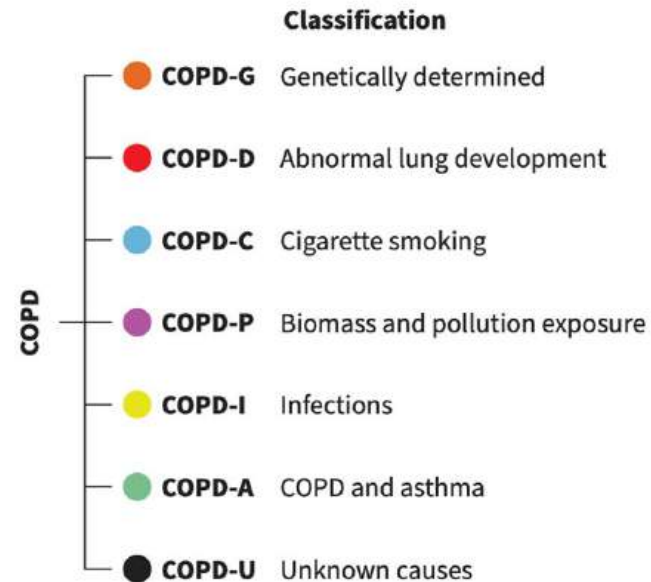 Classification
COPD
COPD-G Genetically determined
COPD-D Abnormal lung development
COPD-C Cigarette smoking
COPD-P Biomass and pollution exposure
COPD-I Infections
COPD-A COPD and asthma
COPD-U Unknown causes